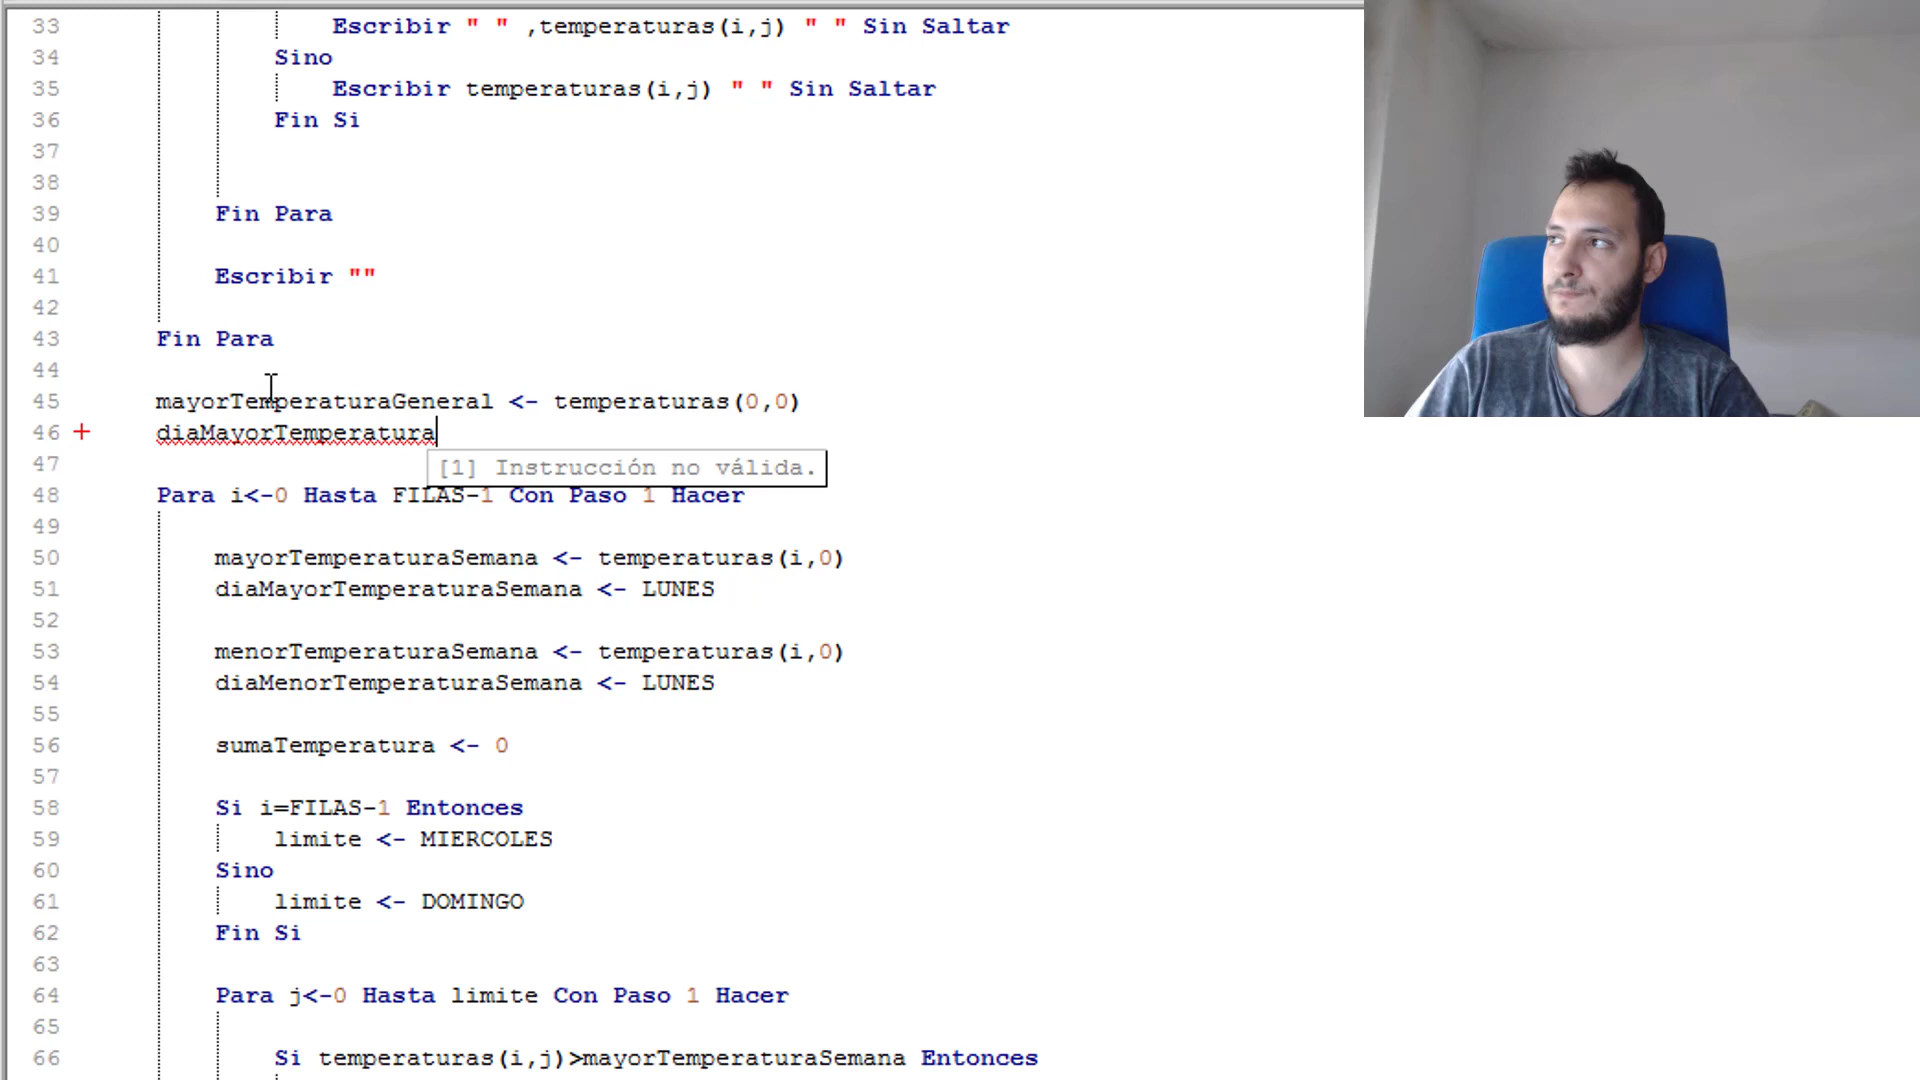 33 Escribir " " ,temperaturas(i,j) " " Sin Saltar
34 Sino
35 Escribir temperaturas(i,j) " " Sin Saltar
36 Fin Si
37
38
39 Fin Para
40
41 Escribir ""
42
43 Fin Para
44
45 mayorTemperaturaGeneral <- temperaturas(0,0)
46 + diaMayorTemperatura
47 [1] Instrucción no válida.
48 Para i<-0 Hasta FILAS-1 Con Paso 1 Hacer
49
50 mayorTemperaturaSemana <- temperaturas(i,0)
51 diaMayorTemperaturaSemana <- LUNES
52
53 menorTemperaturaSemana <- temperaturas(i,0)
54 diaMenorTemperaturaSemana <- LUNES
55
56 sumaTemperatura <- 0
57
58 Si i=FILAS-1 Entonces
59 limite <- MIERCOLES
60 Sino
61 limite <- DOMINGO
62 Fin Si
63
64 Para j<-0 Hasta limite Con Paso 1 Hacer
65
66 Si temperaturas(i,j)>mayorTemperaturaSemana Entonces